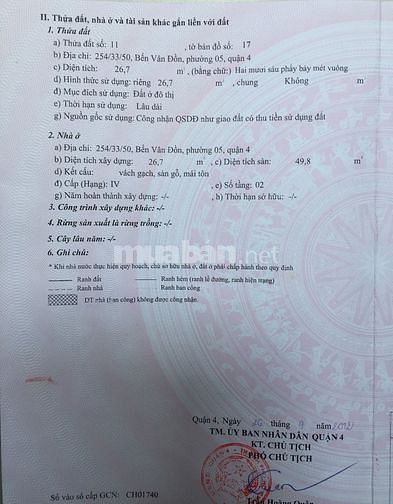 II. Thửa đất, nhà ở và tài sản khác gắn liền với đất
1. Thửa đất
a) Thửa đất số: 11 , tờ bản đồ số: 17
b) Địa chỉ: 254/33/50, Bến Vân Đồn, phường 05, quận 4
c) Diện tích: 26,7 m², (bằng chữ:) Hai mươi sáu phẩy bảy mét vuông
d) Hình thức sử dụng: riêng 26,7 m², chung Không m²
đ) Mục đích sử dụng: Đất ở đô thị
e) Thời hạn sử dụng: Lâu dài
g) Nguồn gốc sử dụng: Công nhận QSDĐ như giao đất có thu tiền sử dụng đất
2. Nhà ở
a) Địa chỉ: 254/33/50, Bến Vân Đồn, phường 05, quận 4
b) Diện tích xây dựng: 26,7 m², c) Diện tích sàn: 49,8 m²
d) Kết cấu: vách gạch, sàn gỗ, mái tôn
đ) Cấp (Hạng): IV , e) Số tầng: 02
g) Năm hoàn thành xây dựng: -/- , h) Thời hạn sở hữu: -/-
3. Công trình xây dựng khác: -/-
4. Rừng sản xuất là rừng trồng: -/-
5. Cây lâu năm: -/-
6. Ghi chú:
muaban.net
* Khi nhà nước thực hiện quy hoạch, chủ sở hữu nhà ở, đất ở phải chấp hành theo quy định
Ranh đất Ranh hẻm (ranh lề đường, ranh hiện trạng)
Ranh nhà Ranh ban công
DT nhà (ban công) không được công nhận.
Quận 4, Ngày 26 tháng 9 năm 2012
TM. ỦY BAN NHÂN DÂN QUẬN 4
KT. CHỦ TỊCH
PHÓ CHỦ TỊCH
Số vào sổ cấp GCN: CH01740
Trần Hoàng Quân